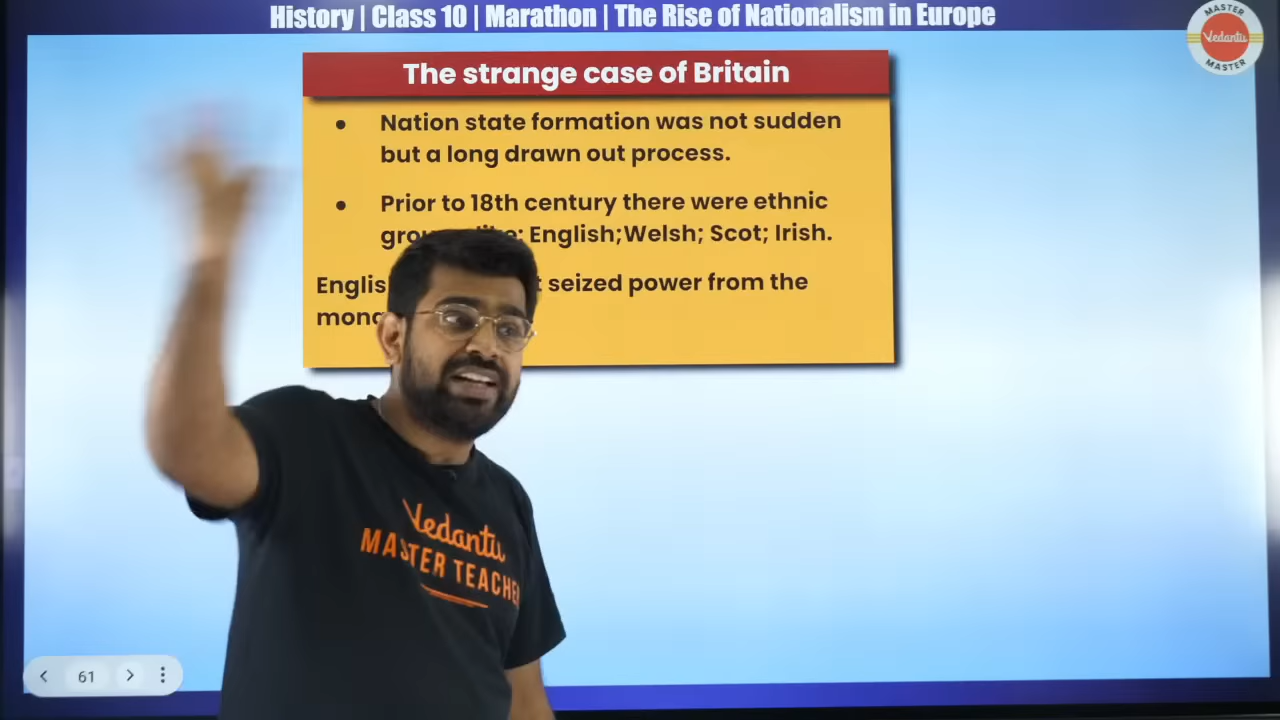 History | Class 10 | Marathon | The Rise of Nationalism in Europe
MASTER
Vedantu
MASTER
The strange case of Britain
• Nation state formation was not sudden
but a long drawn out process.
• Prior to 18th century there were ethnic
English;Welsh; Scot; Irish.
seized power from the
Vedantu
MASTER TEACHE
61